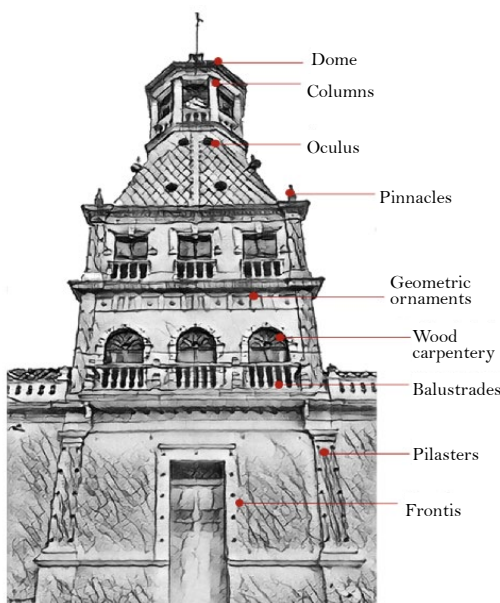 Dome
Columns
Oculus
Pinnacles
Geometric
ornaments
Wood
carpentery
Balustrades
Pilasters
Frontis